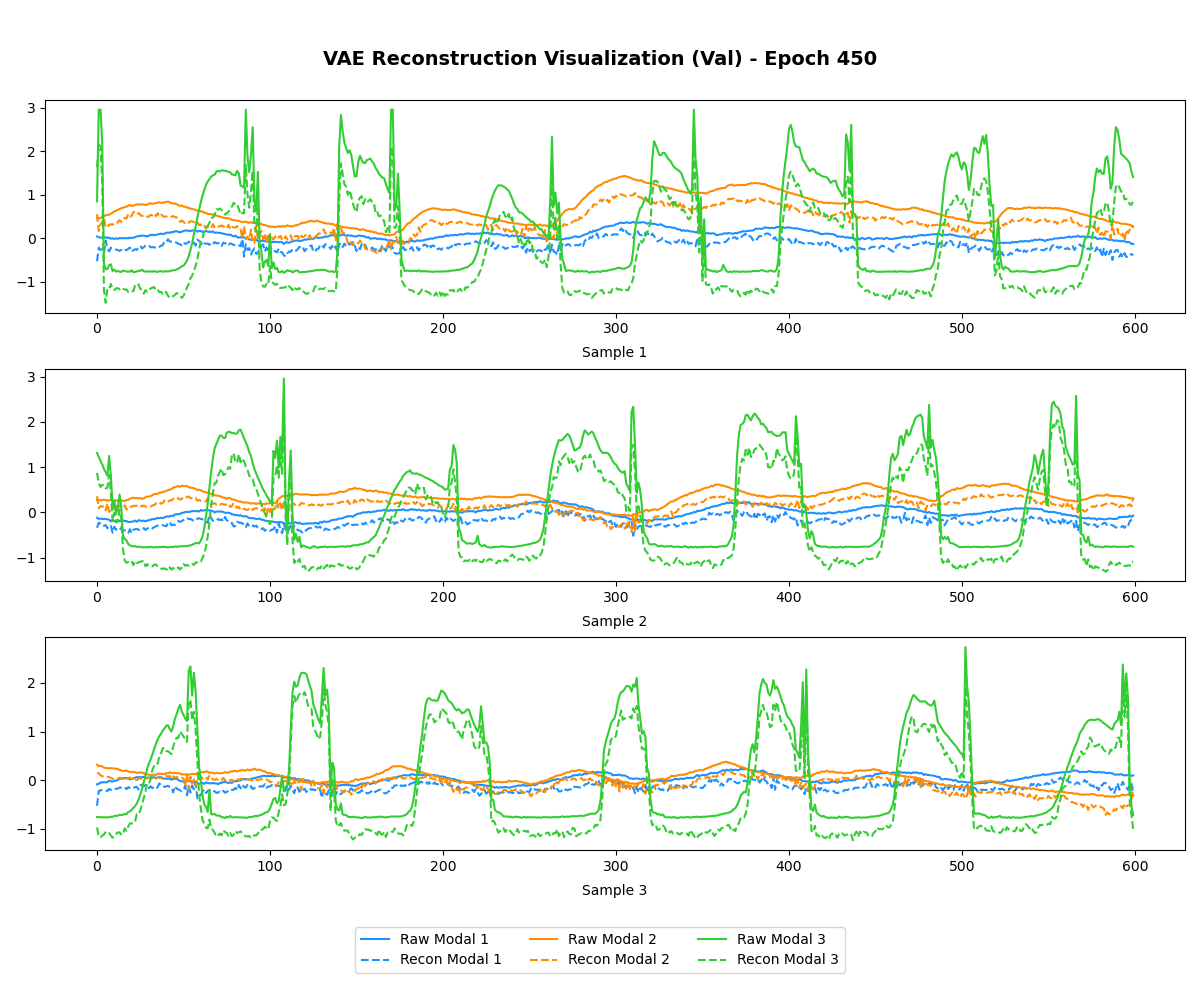 VAE Reconstruction Visualization (Val) - Epoch 450
3
2
1
0
−1
0 100 200 300 400 500 600
Sample 1
3
2
1
0
−1
0 100 200 300 400 500 600
Sample 2
2
1
0
−1
0 100 200 300 400 500 600
Sample 3
Raw Modal 1 Raw Modal 2 Raw Modal 3
Recon Modal 1 Recon Modal 2 Recon Modal 3